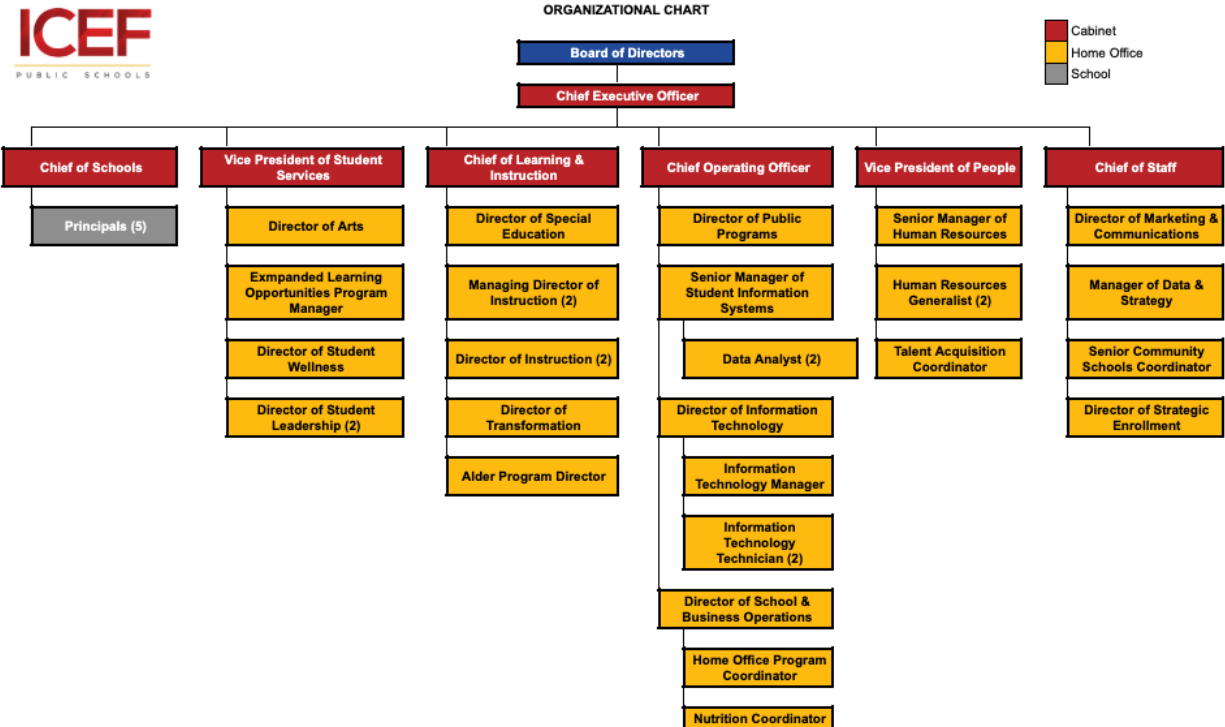 ORGANIZATIONAL CHART
ICEF
PUBLIC SCHOOLS
Cabinet
Home Office
School
Board of Directors
Chief Executive Officer
Chief of Schools
Principals (5)
Vice President of Student
Services
Director of Arts
Exmpanded Learning
Opportunities Program
Manager
Director of Student
Wellness
Director of Student
Leadership (2)
Chief of Learning &
Instruction
Director of Special
Education
Managing Director of
Instruction (2)
Director of Instruction (2)
Director of
Transformation
Alder Program Director
Chief Operating Officer
Director of Public
Programs
Senior Manager of
Student Information
Systems
Data Analyst (2)
Director of Information
Technology
Information
Technology Manager
Information
Technology
Technician (2)
Director of School &
Business Operations
Home Office Program
Coordinator
Nutrition Coordinator
Vice President of People
Senior Manager of
Human Resources
Human Resources
Generalist (2)
Talent Acquisition
Coordinator
Chief of Staff
Director of Marketing &
Communications
Manager of Data &
Strategy
Senior Community
Schools Coordinator
Director of Strategic
Enrollment